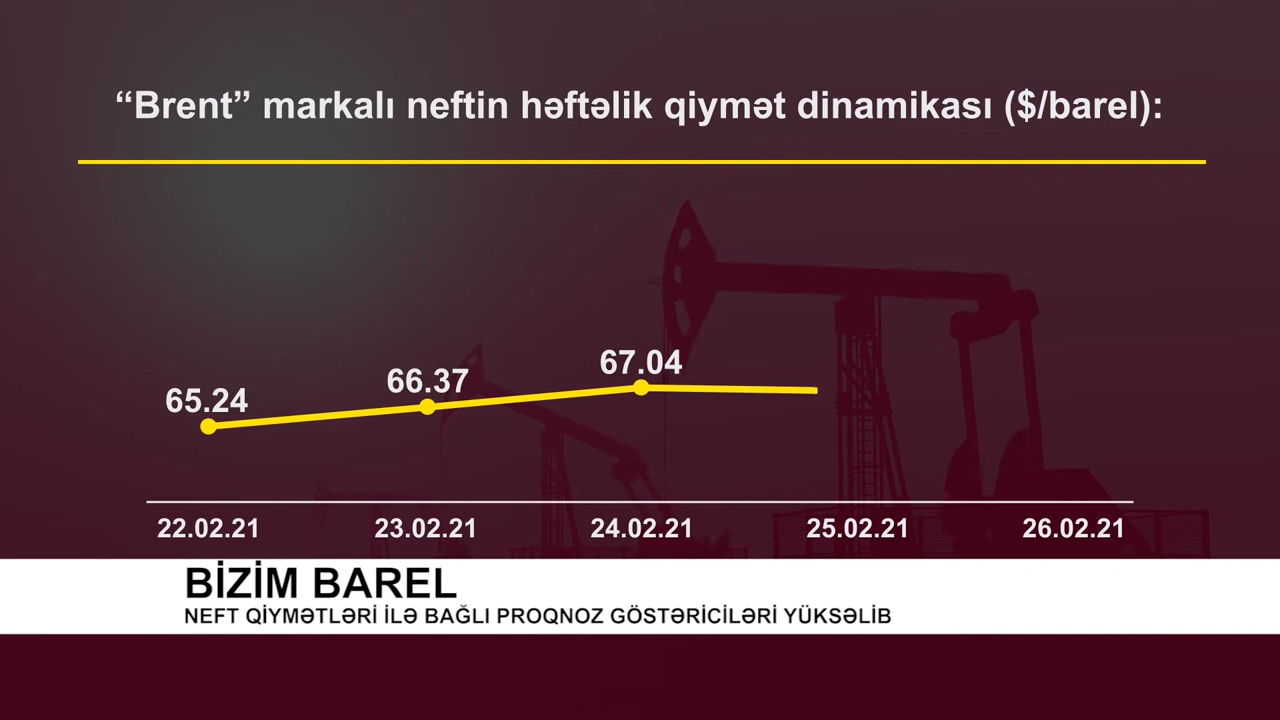 “Brent” markalı neftin həftəlik qiymət dinamikası ($/barel):
65.24
66.37
67.04
22.02.21 23.02.21 24.02.21 25.02.21 26.02.21
BİZİM BAREL
NEFT QİYMƏTLƏRİ İLƏ BAĞLI PROQNOZ GÖSTƏRİCİLƏRİ YÜKSƏLİB